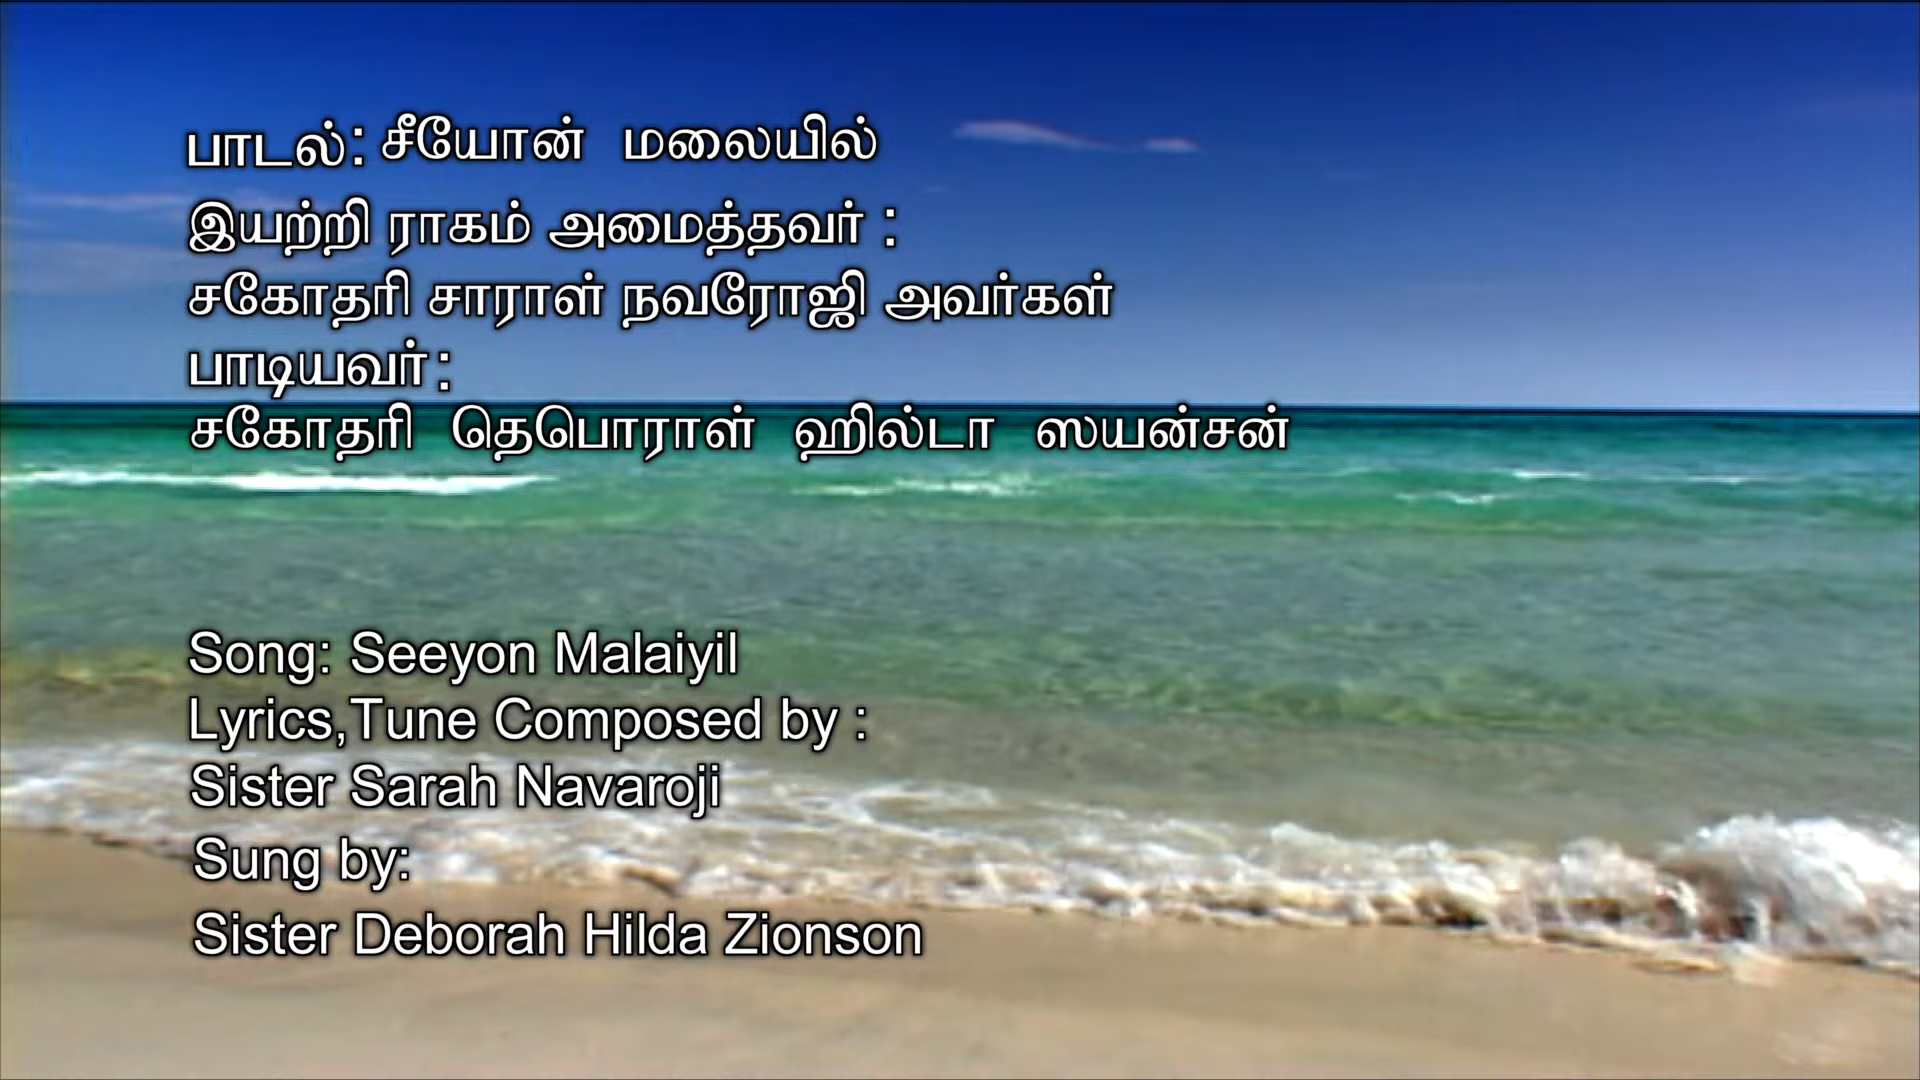 பாடல்: சீயோன் மலையில்
இயற்றி ராகம் அமைத்தவர் :
சகோதரி சாராள் நவரோஜி அவர்கள்
பாடியவர்:
சகோதரி தெபொராள் ஹில்டா ஸயன்சன்
Song: Seeyon Malaiyil
Lyrics,Tune Composed by :
Sister Sarah Navaroji
Sung by:
Sister Deborah Hilda Zionson